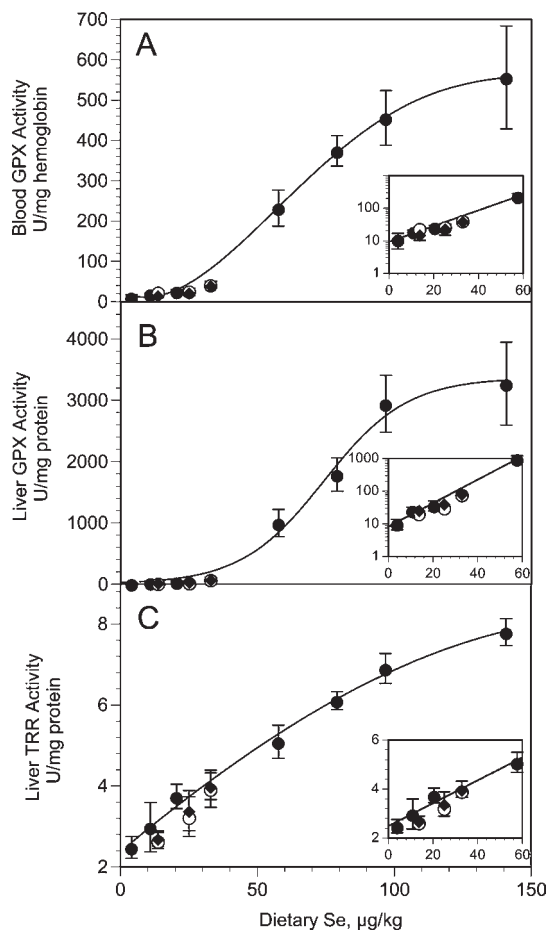 700
A
600
500
400
300
200
100
0
Blood GPX Activity
U/mg hemoglobin
100
10
1
0 20 40 60
B
4000
3000
2000
1000
0
Liver GPX Activity
U/mg protein
1000
100
10
1
0 20 40 60
C
8
6
4
2
Liver TRR Activity
U/mg protein
6
4
2
0 20 40 60
0 50 100 150
Dietary Se, µg/kg